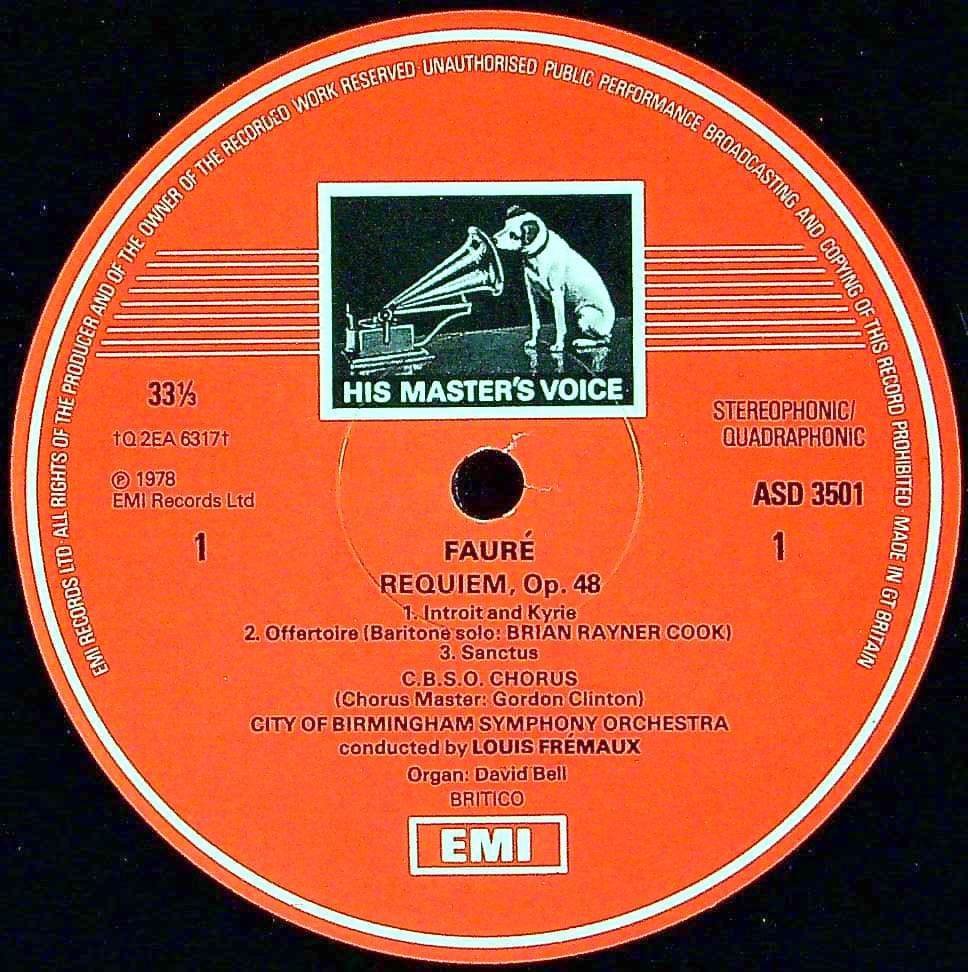 EMI RECORDS LTD · ALL RIGHTS OF THE PRODUCER AND OF THE OWNER OF THE RECORDED WORK RESERVED · UNAUTHORISED PUBLIC PERFORMANCE BROADCASTING AND COPYING OF THIS RECORD PROHIBITED · MADE IN GT BRITAIN
HIS MASTER'S VOICE
33⅓
†Q 2EA 6317†
℗ 1978
EMI Records Ltd
1
STEREOPHONIC/
QUADRAPHONIC
ASD 3501
1
FAURÉ
REQUIEM, Op. 48
1. Introit and Kyrie
2. Offertoire (Baritone solo: BRIAN RAYNER COOK)
3. Sanctus
C.B.S.O. CHORUS
(Chorus Master: Gordon Clinton)
CITY OF BIRMINGHAM SYMPHONY ORCHESTRA
conducted by LOUIS FRÉMAUX
Organ: David Bell
BRITICO
EMI